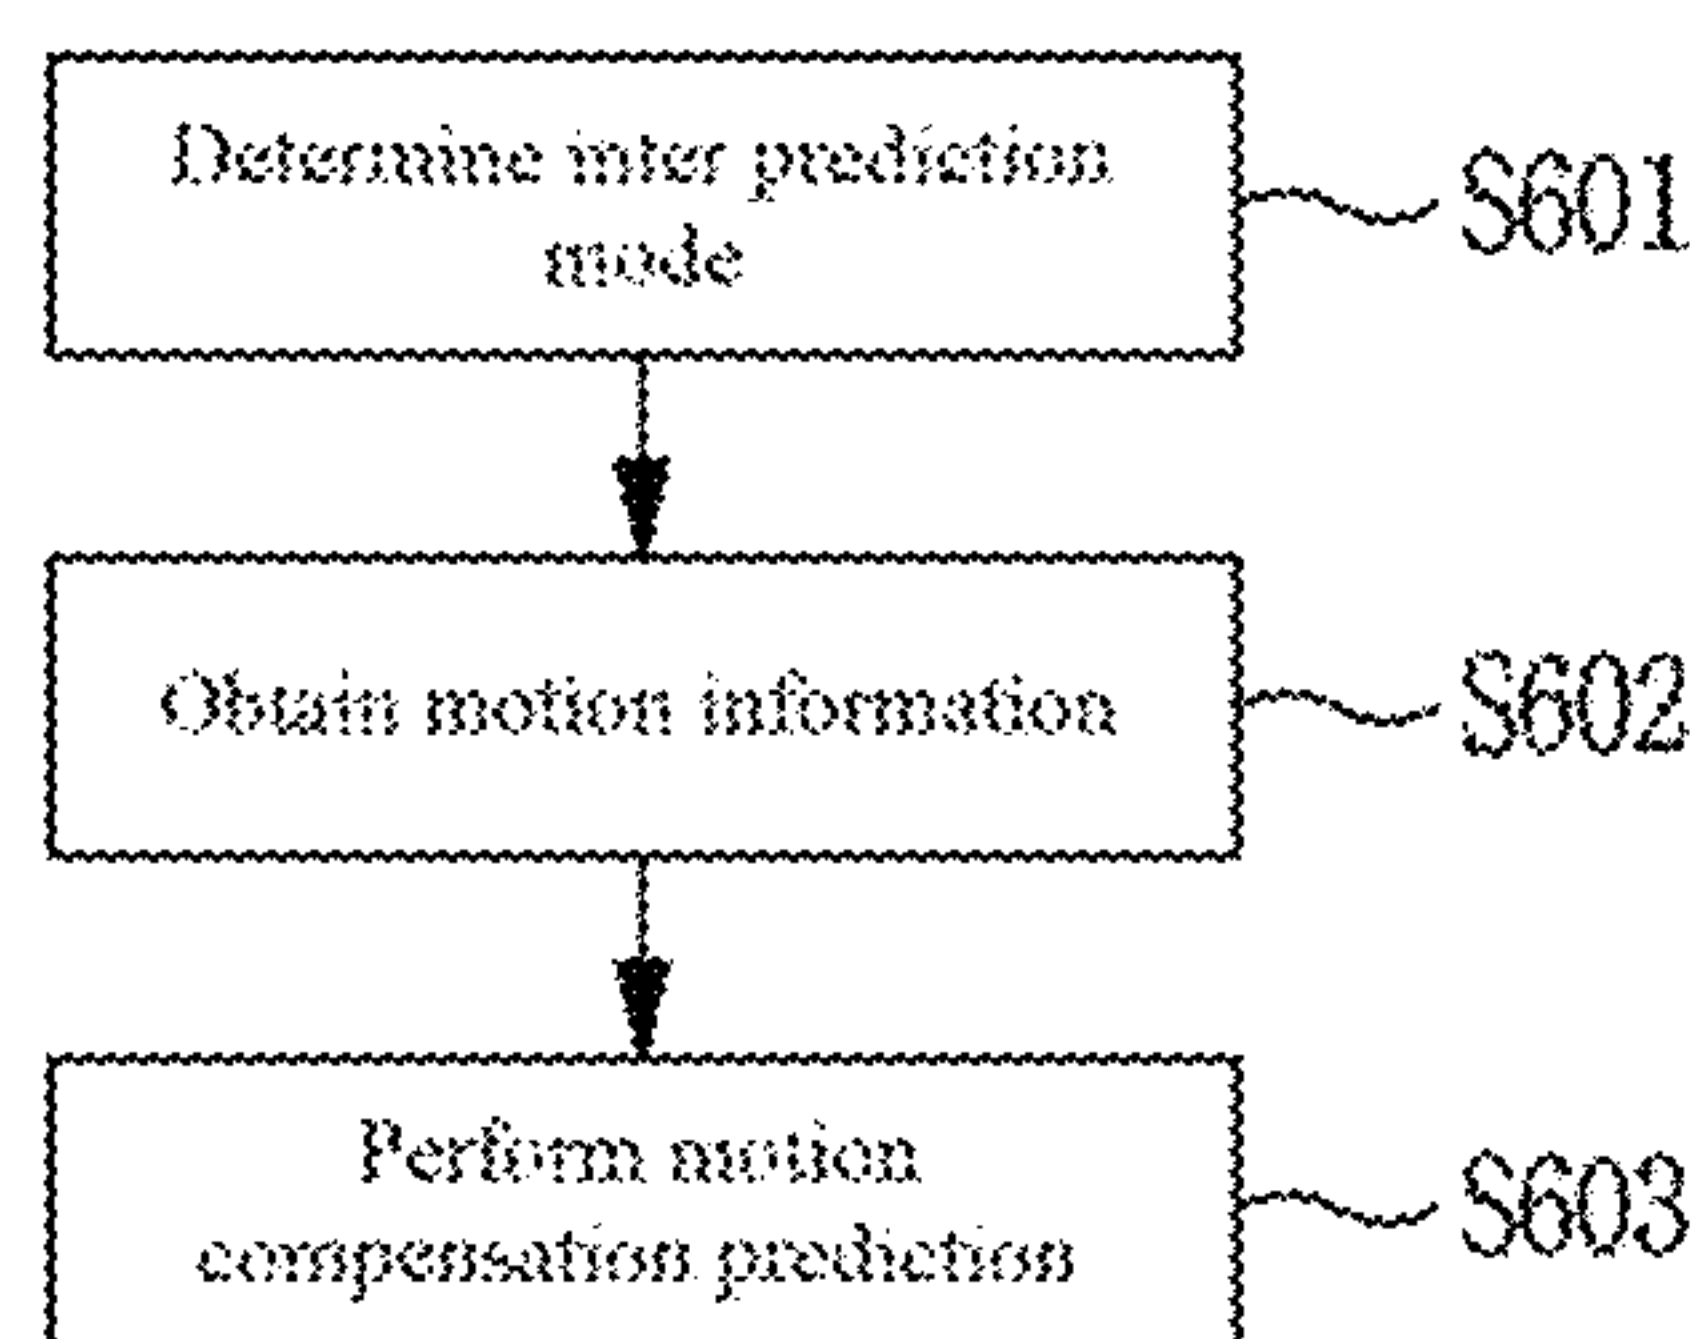 Determine inter prediction
mode
S601
Obtain motion information
S602
Perform motion
compensation prediction
S603